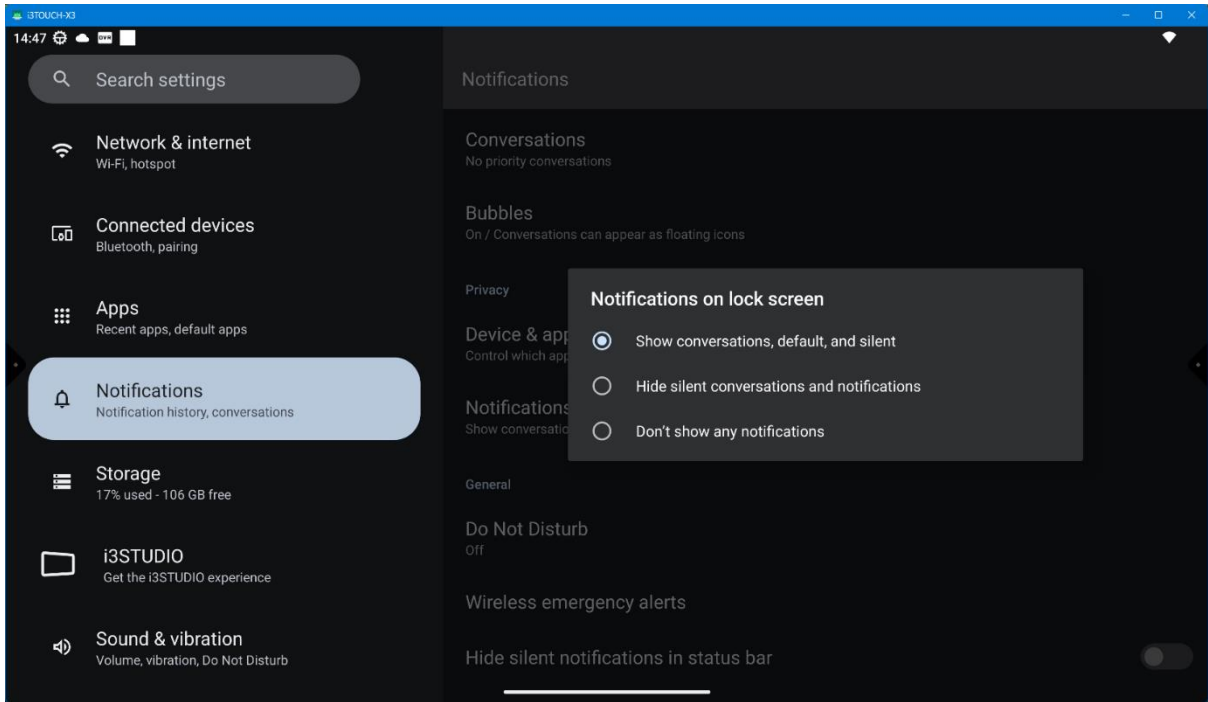 i3TOUCH-X3
14:47
DVR
Search settings
Network & internet
Wi-Fi, hotspot
Connected devices
Bluetooth, pairing
Apps
Recent apps, default apps
Notifications
Notification history, conversations
Storage
17% used - 106 GB free
i3STUDIO
Get the i3STUDIO experience
Sound & vibration
Volume, vibration, Do Not Disturb
Notifications
Conversations
No priority conversations
Bubbles
On / Conversations can appear as floating icons
Privacy
Device & app
Control which app
Notifications
Show conversatio
General
Do Not Disturb
Off
Wireless emergency alerts
Hide silent notifications in status bar
Notifications on lock screen
Show conversations, default, and silent
Hide silent conversations and notifications
Don't show any notifications